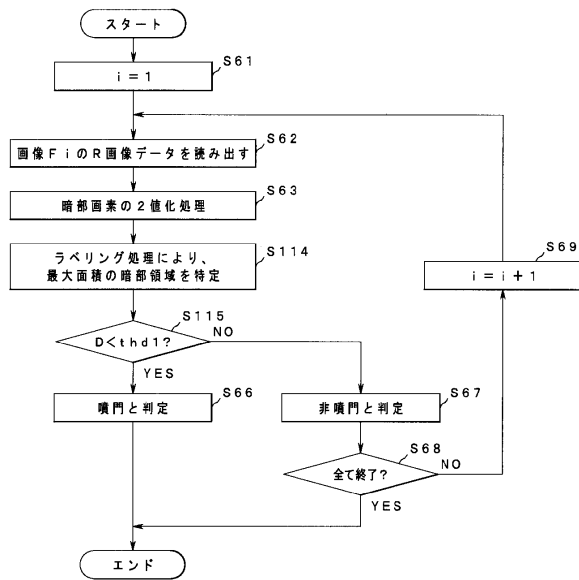 スタート
S61
i=1
S62
画像FiのR画像データを読み出す
S63
暗部画素の2値化処理
S114
ラベリング処理により、
最大面積の暗部領域を特定
S69
i=i+1
S115
D<thd1?
NO
YES
S66
噴門と判定
S67
非噴門と判定
S68
全て終了?
NO
YES
エンド